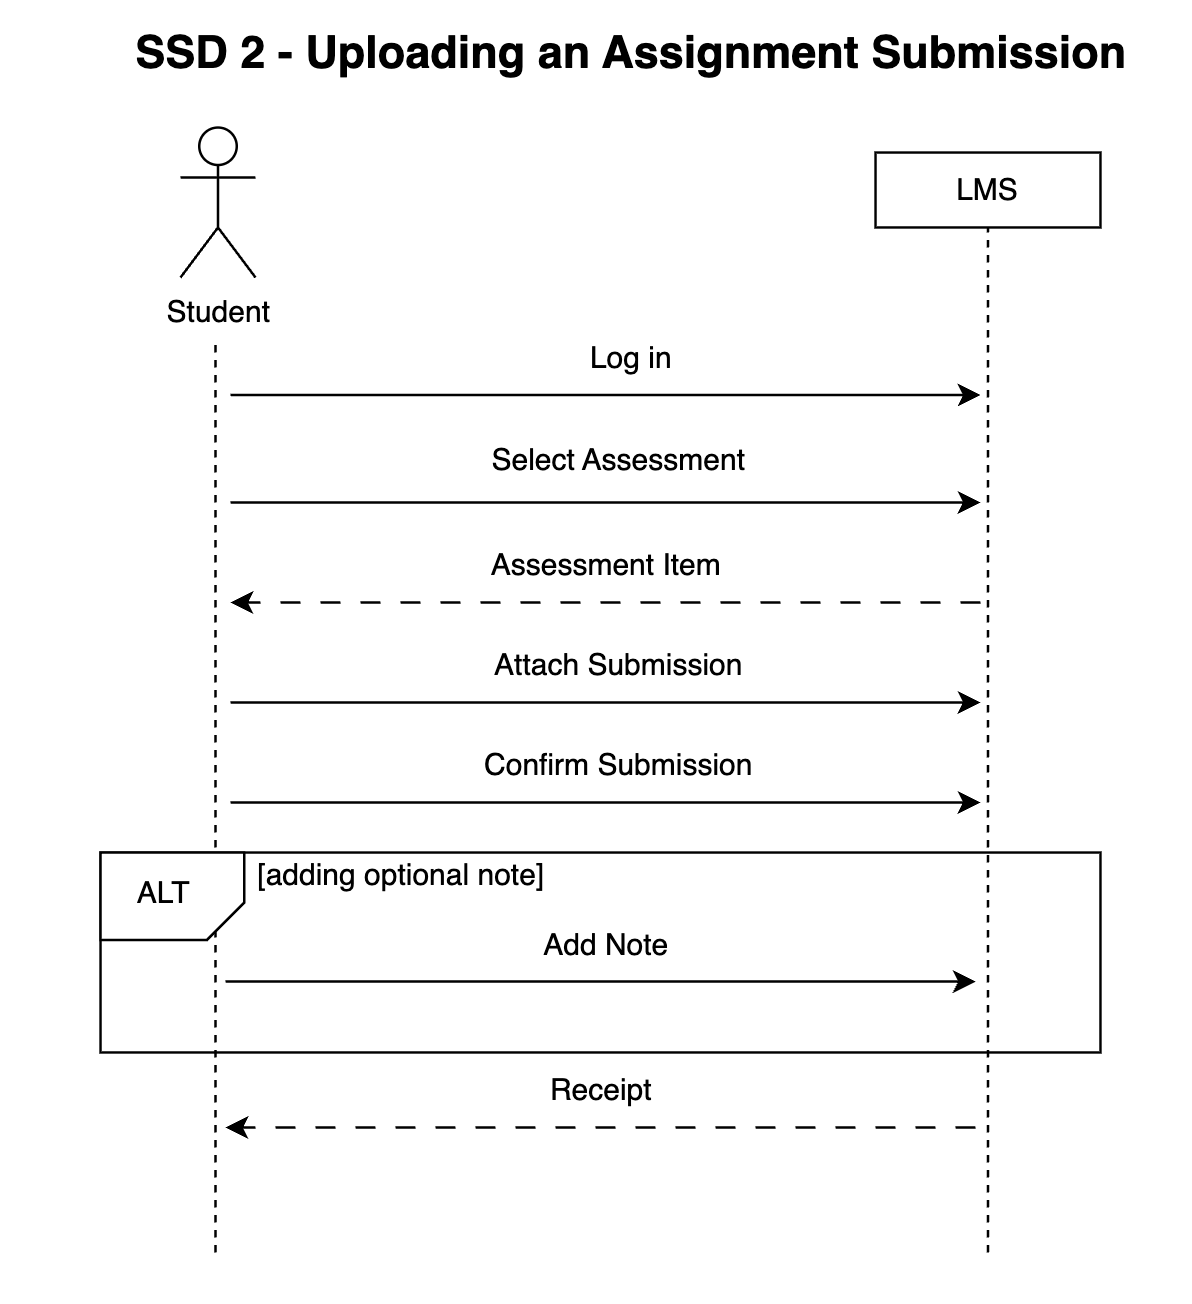 SSD 2 - Uploading an Assignment Submission
LMS
Student
Log in
Select Assessment
Assessment Item
Attach Submission
Confirm Submission
ALT
[adding optional note]
Add Note
Receipt